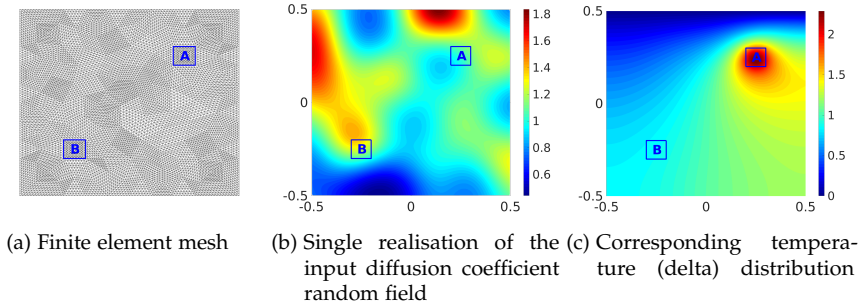 A
B
0.5
0
-0.5
-0.5
0
0.5
A
B
1.8
1.6
1.4
1.2
1
0.8
0.6
0.5
0
-0.5
-0.5
0
0.5
A
B
2
1.5
1
0.5
0
(a) Finite element mesh
(b) Single realisation of the
input diffusion coefficient
random field
(c) Corresponding tempera-
ture (delta) distribution